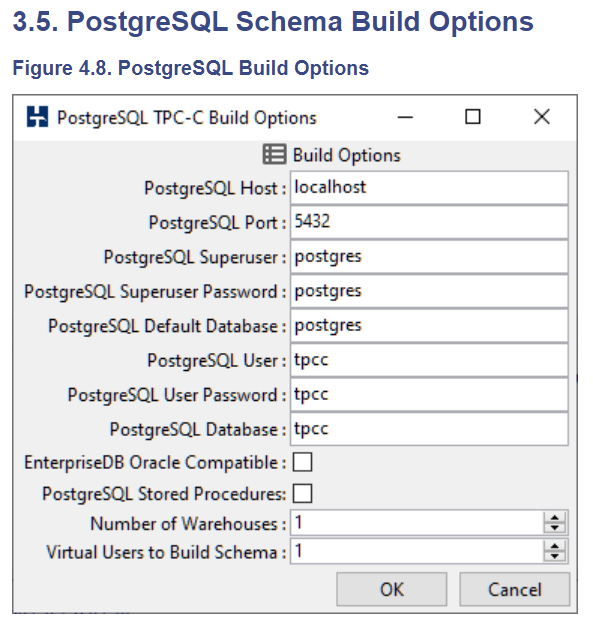 3.5. PostgreSQL Schema Build Options
Figure 4.8. PostgreSQL Build Options
PostgreSQL TPC-C Build Options
Build Options
PostgreSQL Host : localhost
PostgreSQL Port : 5432
PostgreSQL Superuser : postgres
PostgreSQL Superuser Password : postgres
PostgreSQL Default Database : postgres
PostgreSQL User : tpcc
PostgreSQL User Password : tpcc
PostgreSQL Database : tpcc
EnterpriseDB Oracle Compatible :
PostgreSQL Stored Procedures:
Number of Warehouses : 1
Virtual Users to Build Schema : 1
OK Cancel